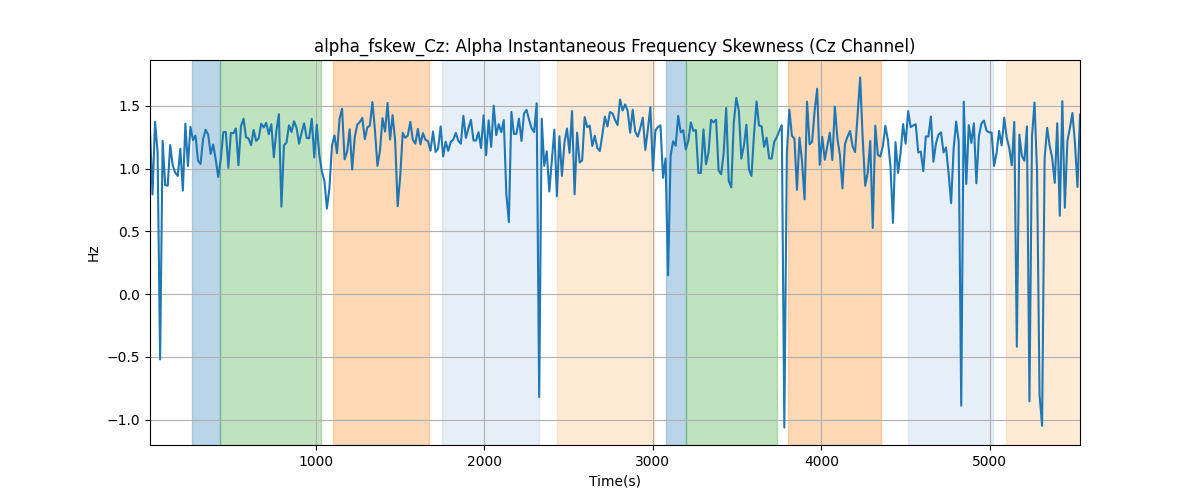 alpha_fskew_Cz: Alpha Instantaneous Frequency Skewness (Cz Channel)
1.5
1.0
0.5
0.0
−0.5
−1.0
Hz
1000 2000 3000 4000 5000
Time(s)